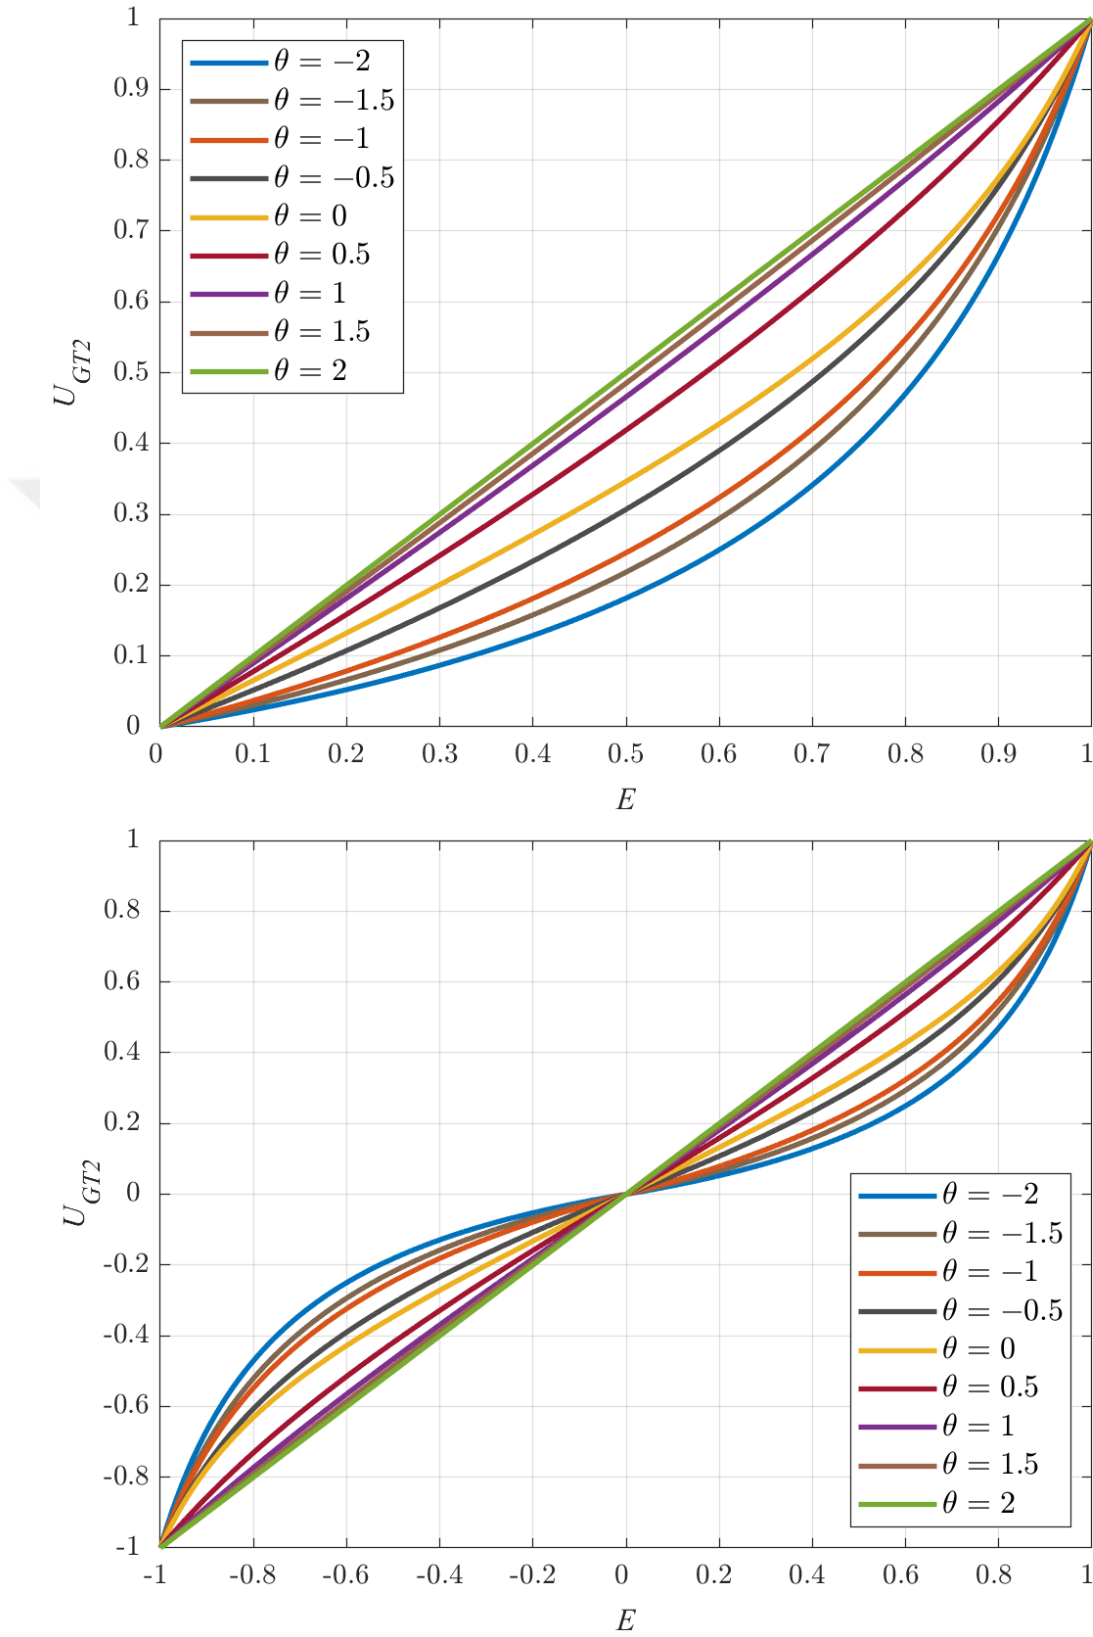 1
0.9
0.8
0.7
0.6
0.5
0.4
0.3
0.2
0.1
0
U_GT2
θ = −2
θ = −1.5
θ = −1
θ = −0.5
θ = 0
θ = 0.5
θ = 1
θ = 1.5
θ = 2
0 0.1 0.2 0.3 0.4 0.5 0.6 0.7 0.8 0.9 1
E
1
0.8
0.6
0.4
0.2
0
-0.2
-0.4
-0.6
-0.8
-1
U_GT2
θ = −2
θ = −1.5
θ = −1
θ = −0.5
θ = 0
θ = 0.5
θ = 1
θ = 1.5
θ = 2
-1 -0.8 -0.6 -0.4 -0.2 0 0.2 0.4 0.6 0.8 1
E